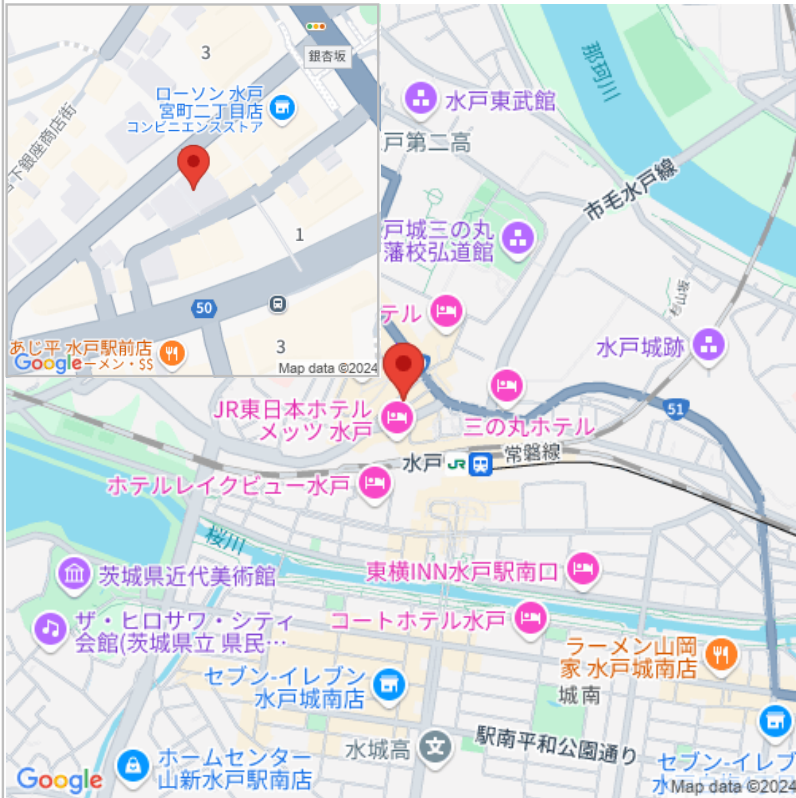 3
銀杏坂
ローソン 水戸
宮町二丁目店
コンビニエンスストア
下銀座商店街
1
50
3
あじ平 水戸駅前店
ーメン・$$
Google
Map data ©2024
那珂川
水戸東武館
戸第二高
市毛水戸線
戸城三の丸
藩校弘道館
杉山坂
テル
水戸城跡
JR東日本ホテル
メッツ 水戸
三の丸ホテル
51
水戸
JR
常磐線
ホテルレイクビュー水戸
桜川
茨城県近代美術館
東横INN水戸駅南口
ザ・ヒロサワ・シティ
会館(茨城県立 県民…
コートホテル水戸
ラーメン山岡
家 水戸城南店
セブン-イレブン
水戸城南店
城南
水城高
駅南平和公園通り
セブン-イレブ
ホームセンター
山新水戸駅南店
Google
Map data ©2024